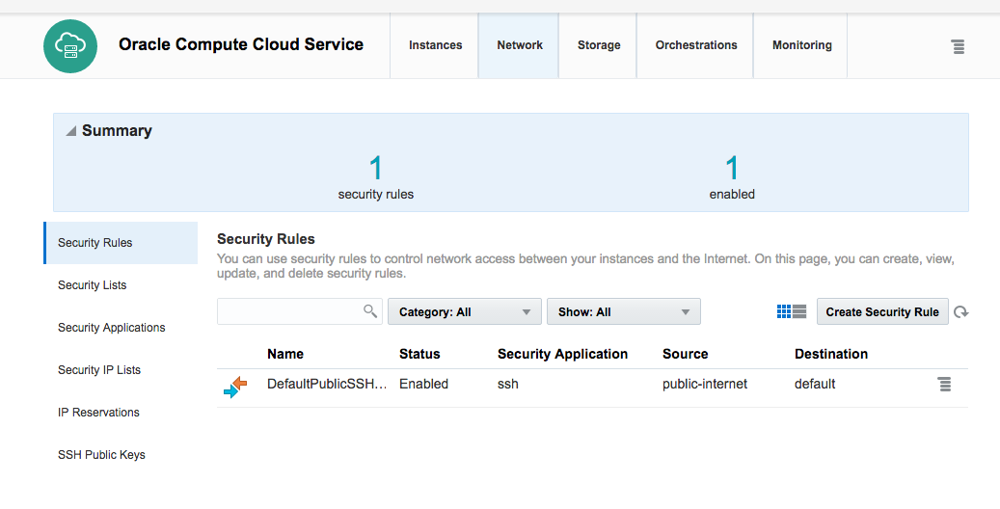 Oracle Compute Cloud Service
Instances
Network
Storage
Orchestrations
Monitoring
Summary
1
security rules
1
enabled
Security Rules
Security Lists
Security Applications
Security IP Lists
IP Reservations
SSH Public Keys
Security Rules
You can use security rules to control network access between your instances and the Internet. On this page, you can create, view,
update, and delete security rules.
Category: All
Show: All
Create Security Rule
Name Status Security Application Source Destination
DefaultPublicSSH... Enabled ssh public-internet default